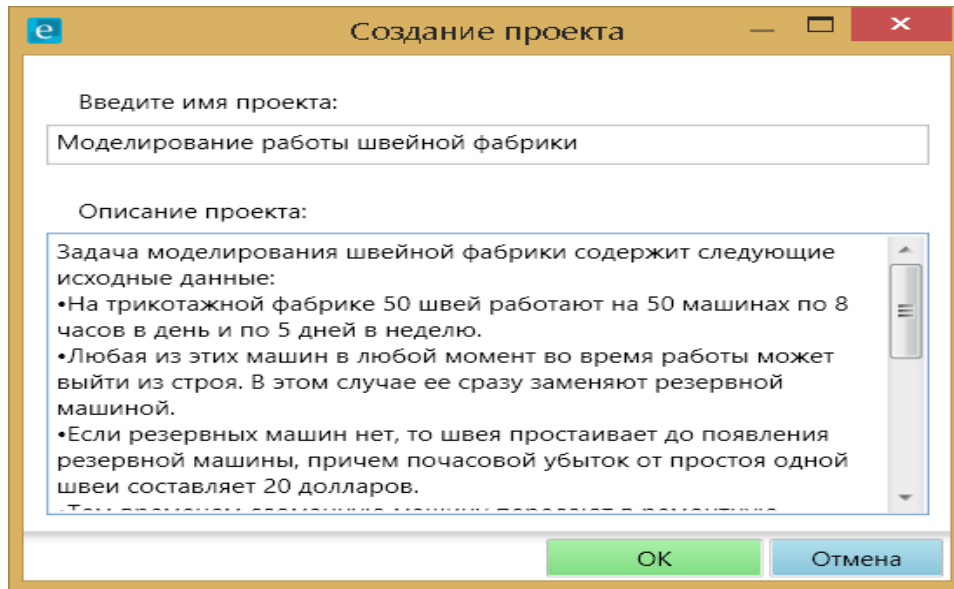 e
Создание проекта
Введите имя проекта:
Моделирование работы швейной фабрики
Описание проекта:
Задача моделирования швейной фабрики содержит следующие
исходные данные:
•На трикотажной фабрике 50 швей работают на 50 машинах по 8
часов в день и по 5 дней в неделю.
•Любая из этих машин в любой момент во время работы может
выйти из строя. В этом случае ее сразу заменяют резервной
машиной.
•Если резервных машин нет, то швея простаивает до появления
резервной машины, причем почасовой убыток от простоя одной
швеи составляет 20 долларов.
OK
Отмена